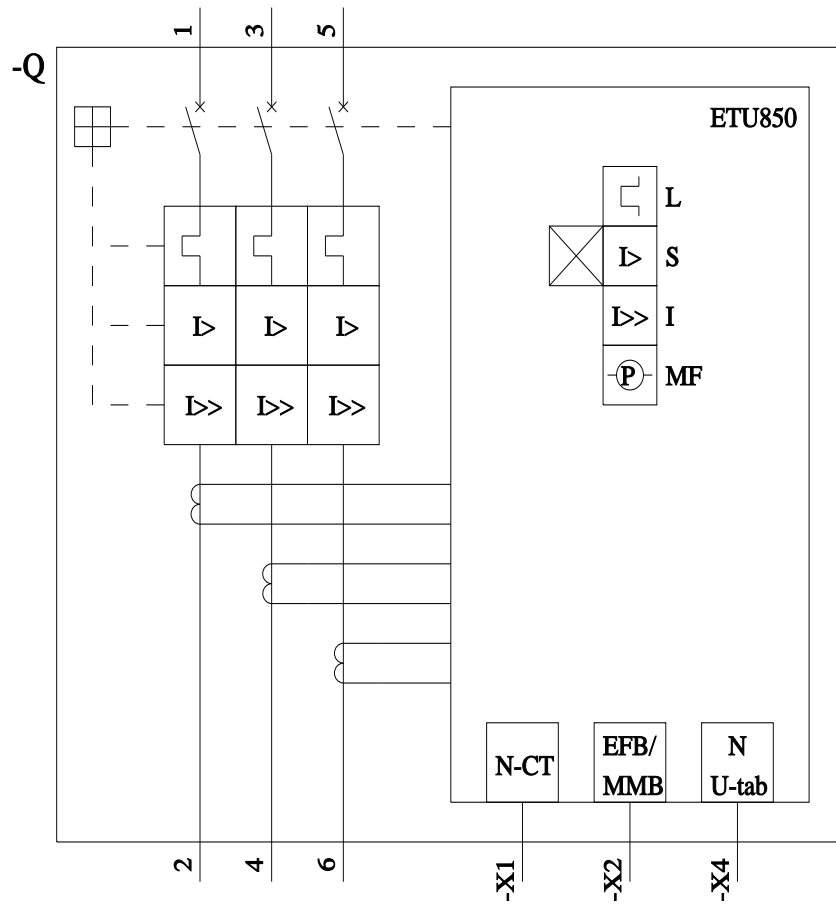 1
3
5
-Q
ETU850
L
I> I> I> S
I>> I
I> I> I>
P MF
I>> I>> I>>
N-CT
EFB/
MMB
N
U-tab
2
4
6
-X1
-X2
-X4